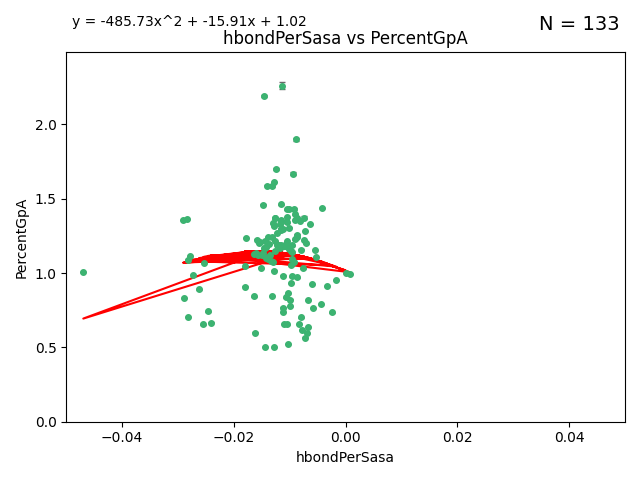 y = -485.73x^2 + -15.91x + 1.02
N = 133
hbondPerSasa vs PercentGpA
PercentGpA
2.0
1.5
1.0
0.5
0.0
−0.04
−0.02
0.00
0.02
0.04
hbondPerSasa